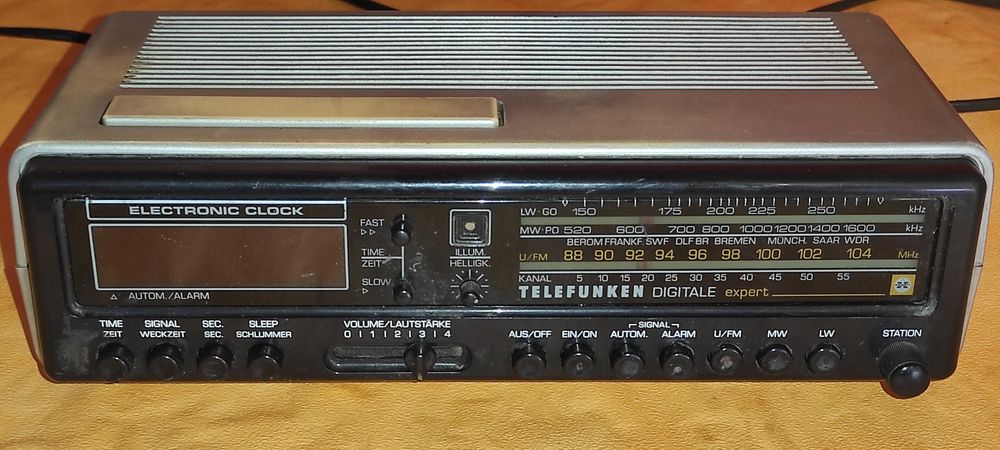 ELECTRONIC CLOCK
FAST
TIME
ZEIT
SLOW
ILLUM.
HELLIGK.
AUTOM./ALARM
LW·GO 150 175 200 225 250 kHz
MW·PO 520 600 700 800 1000 1200 1400 1600 kHz
BEROM FRANKF. SWF DLF BR BREMEN MÜNCH. SAAR WDR
U/FM 88 90 92 94 96 98 100 102 104 MHz
KANAL 5 10 15 20 25 30 35 40 45 50 55
TELEFUNKEN DIGITALE expert
TIME SIGNAL SEC. SLEEP
ZEIT WECKZEIT SEC. SCHLUMMER
VOLUME/LAUTSTÄRKE
0 I 1 I 2 I 3 I 4
SIGNAL
AUS/OFF EIN/ON AUTOM. ALARM U/FM MW LW STATION